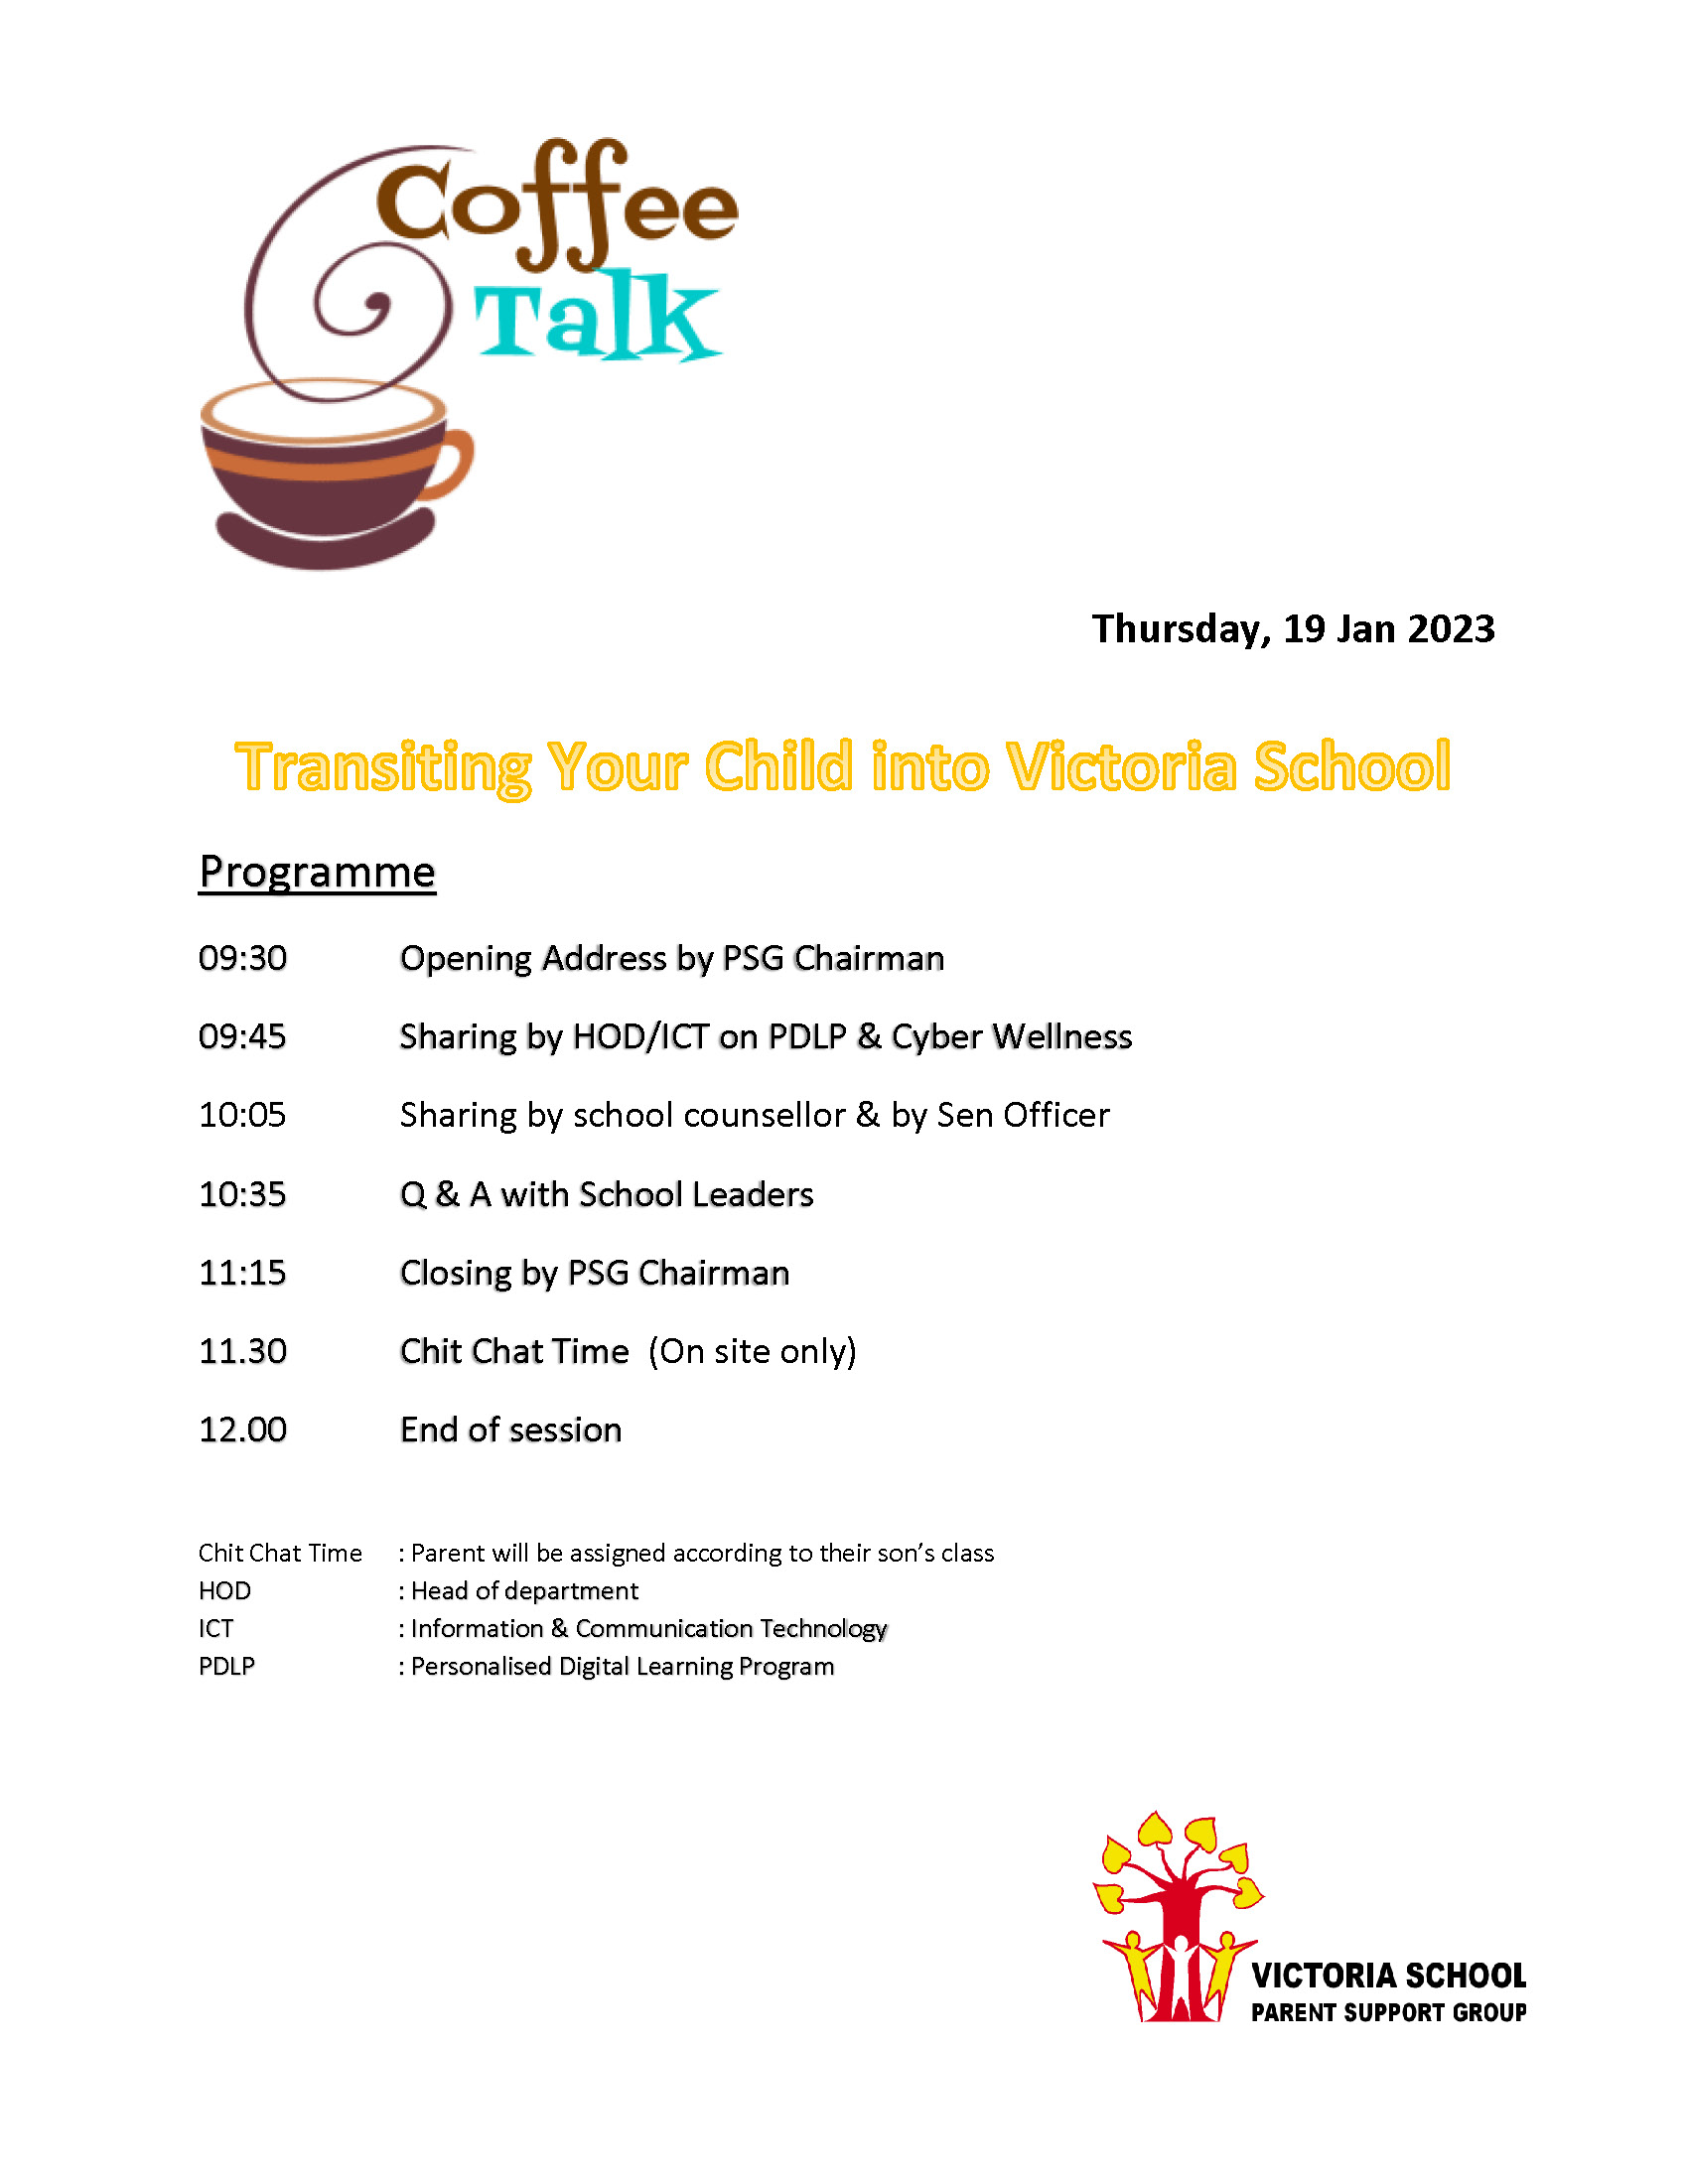 Coffee
Talk
Thursday, 19 Jan 2023
Transiting Your Child into Victoria School
Programme
09:30 Opening Address by PSG Chairman
09:45 Sharing by HOD/ICT on PDLP & Cyber Wellness
10:05 Sharing by school counsellor & by Sen Officer
10:35 Q & A with School Leaders
11:15 Closing by PSG Chairman
11.30 Chit Chat Time (On site only)
12.00 End of session
Chit Chat Time : Parent will be assigned according to their son’s class
HOD : Head of department
ICT : Information & Communication Technology
PDLP : Personalised Digital Learning Program
VICTORIA SCHOOL
PARENT SUPPORT GROUP